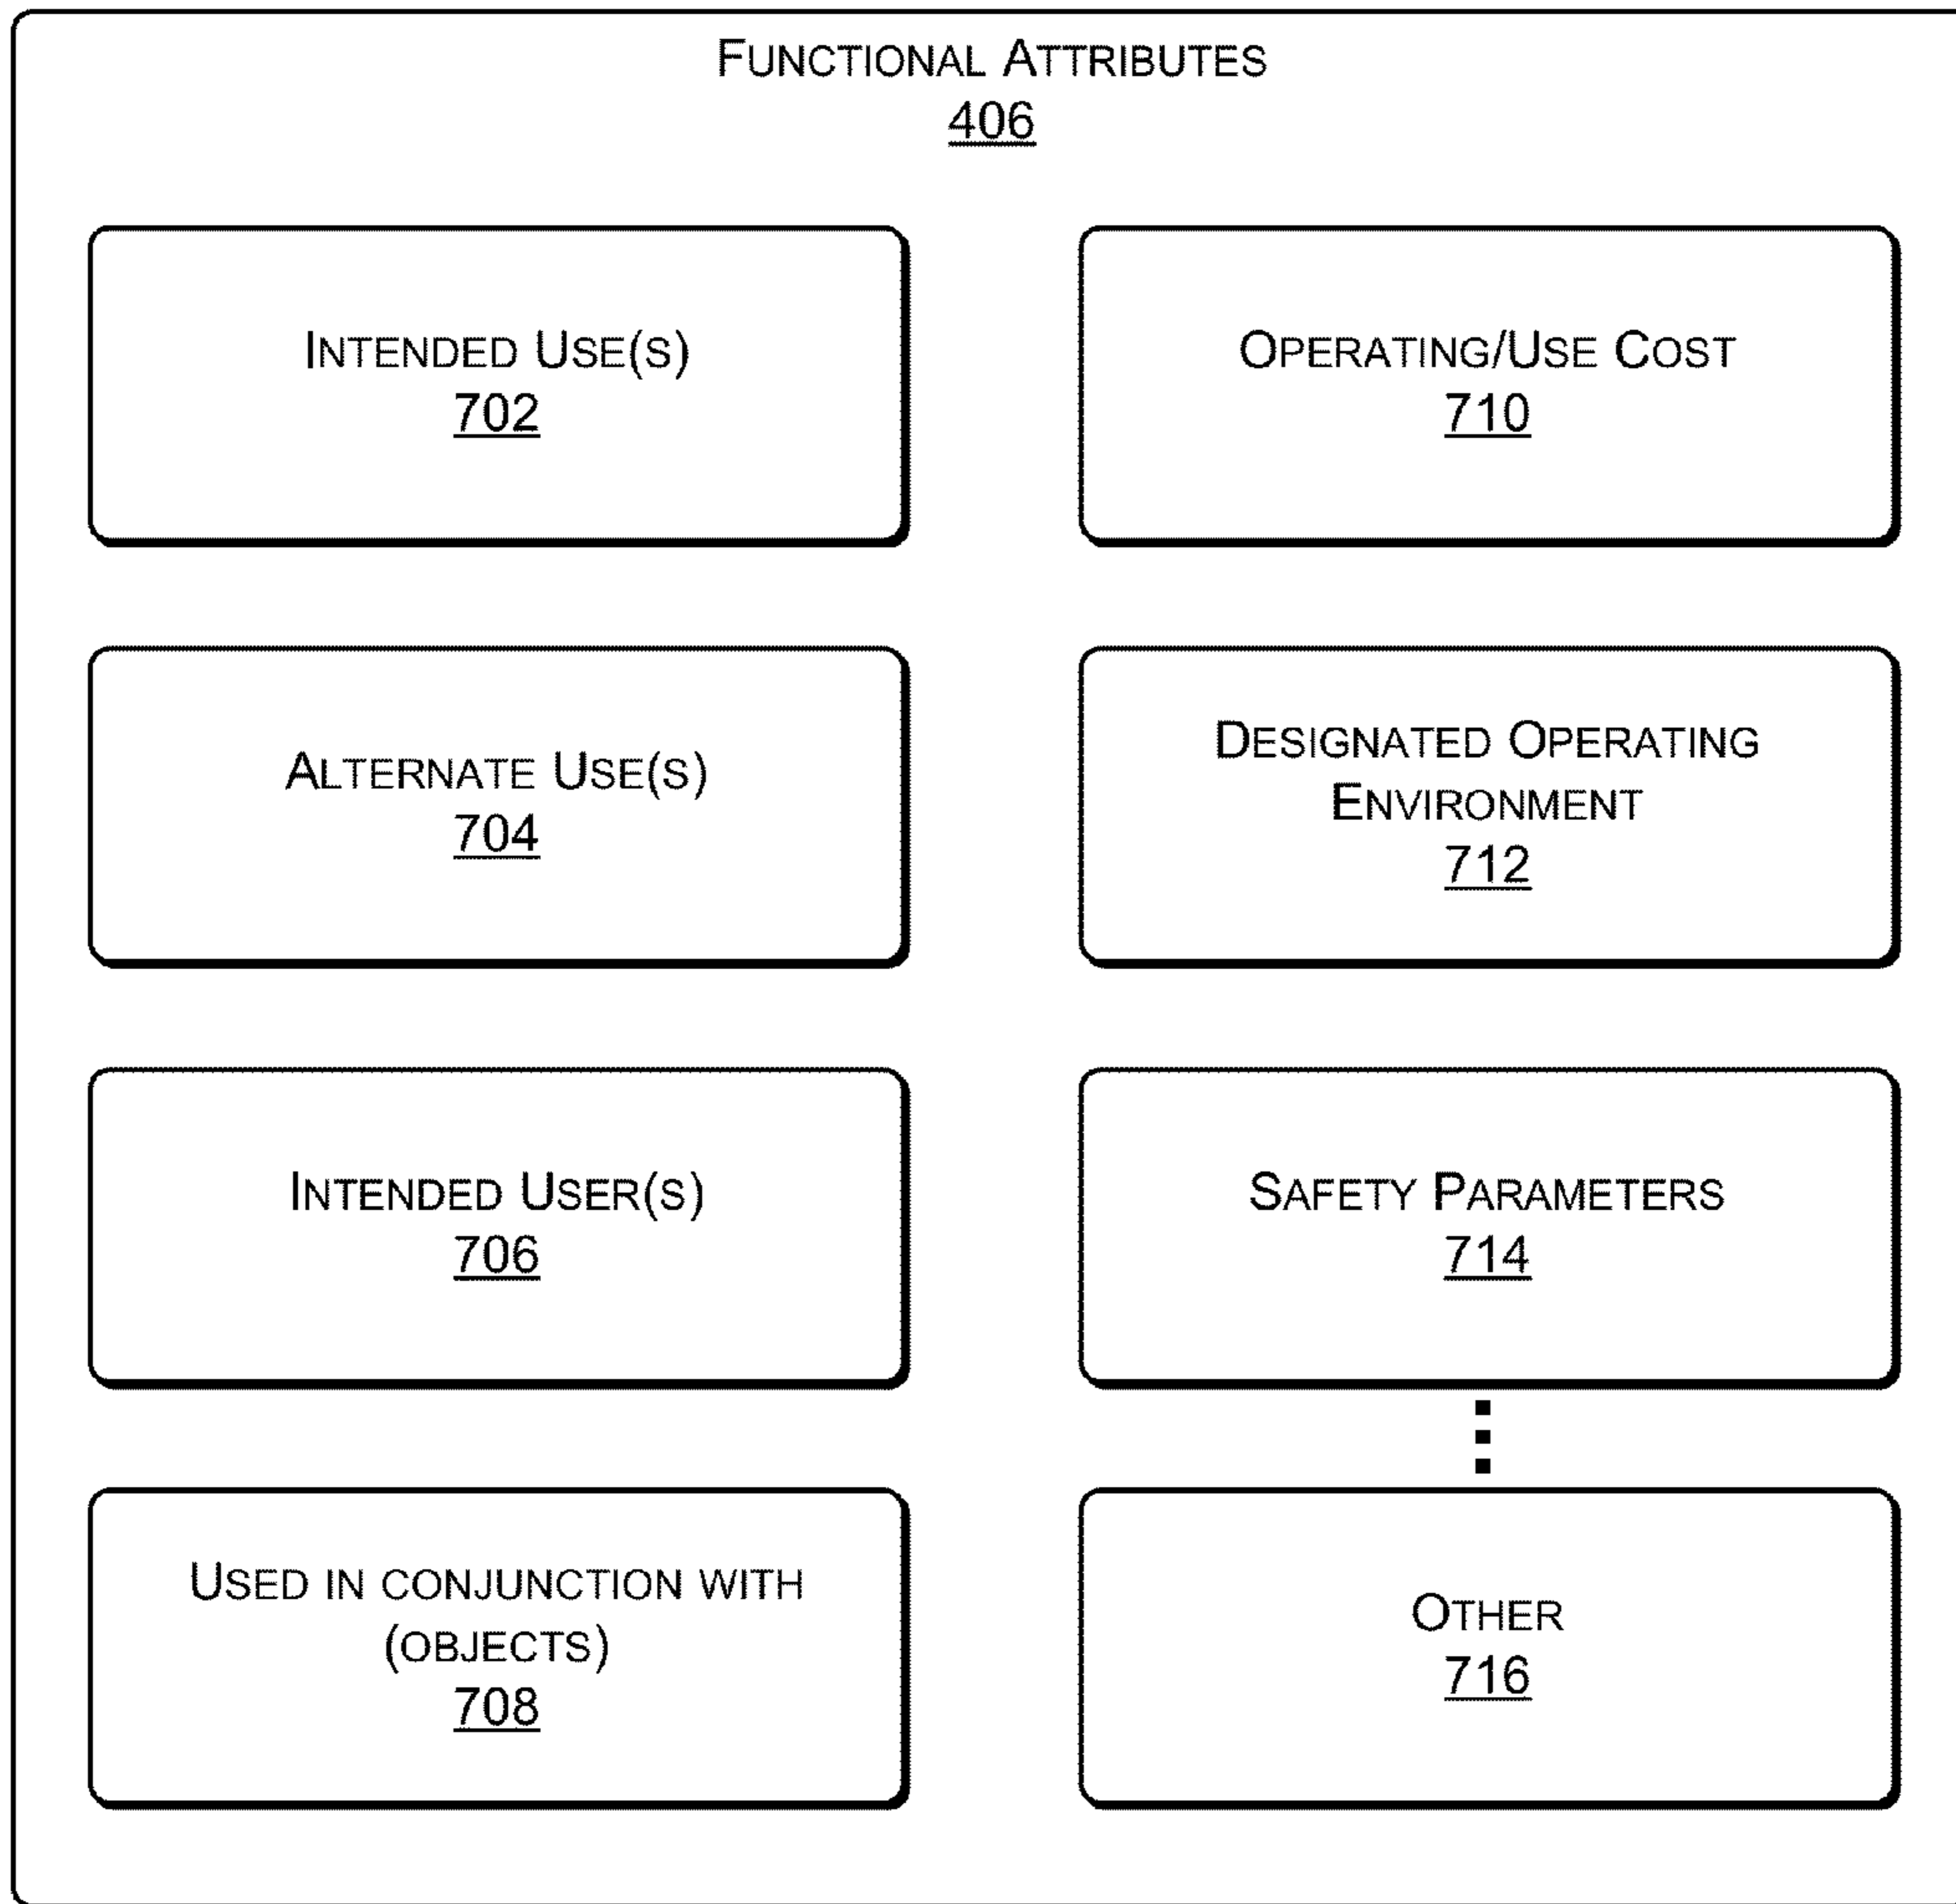 FUNCTIONAL ATTRIBUTES
406
INTENDED USE(S)
702
ALTERNATE USE(S)
704
INTENDED USER(S)
706
USED IN CONJUNCTION WITH
(OBJECTS)
708
OPERATING/USE COST
710
DESIGNATED OPERATING
ENVIRONMENT
712
SAFETY PARAMETERS
714
OTHER
716